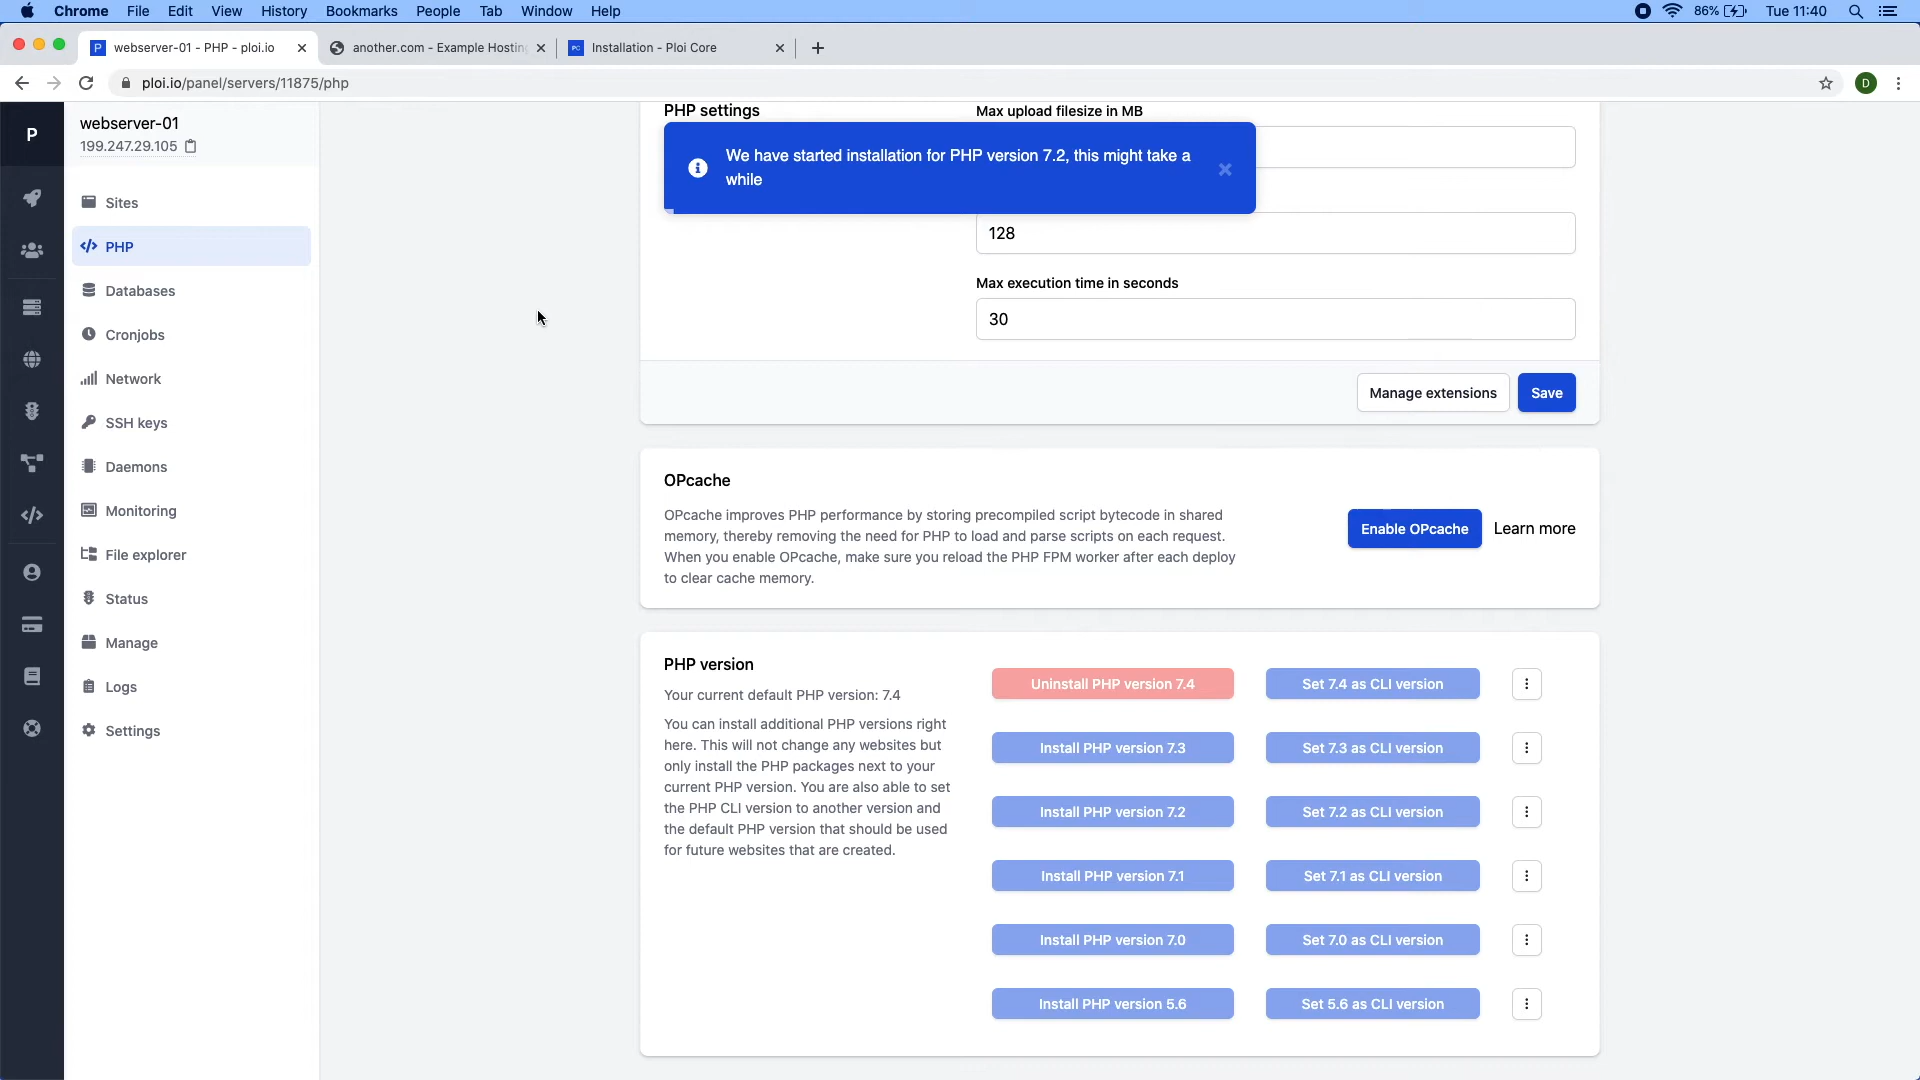 Chrome File Edit View History Bookmarks People Tab Window Help 86% Tue 11:40
webserver-01 - PHP - ploi.io
another.com - Example Hostin
Installation - Ploi Core
ploi.io/panel/servers/11875/php
D
P
webserver-01
199.247.29.105
Sites
PHP
Databases
Cronjobs
Network
SSH keys
Daemons
Monitoring
File explorer
Status
Manage
Logs
Settings
PHP settings
Max upload filesize in MB
We have started installation for PHP version 7.2, this might take a
while
128
Max execution time in seconds
30
Manage extensions
Save
OPcache
OPcache improves PHP performance by storing precompiled script bytecode in shared
memory, thereby removing the need for PHP to load and parse scripts on each request.
When you enable OPcache, make sure you reload the PHP FPM worker after each deploy
to clear cache memory.
Enable OPcache
Learn more
PHP version
Your current default PHP version: 7.4
You can install additional PHP versions right
here. This will not change any websites but
only install the PHP packages next to your
current PHP version. You are also able to set
the PHP CLI version to another version and
the default PHP version that should be used
for future websites that are created.
Uninstall PHP version 7.4
Set 7.4 as CLI version
Install PHP version 7.3
Set 7.3 as CLI version
Install PHP version 7.2
Set 7.2 as CLI version
Install PHP version 7.1
Set 7.1 as CLI version
Install PHP version 7.0
Set 7.0 as CLI version
Install PHP version 5.6
Set 5.6 as CLI version